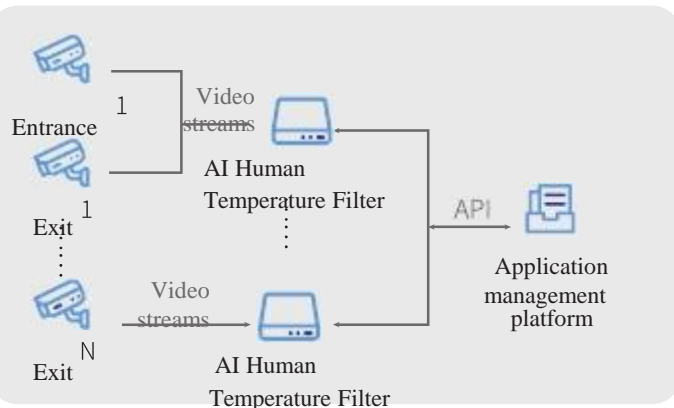 Entrance
1
Video
streams
AI Human
Temperature Filter
Exit
1
API
Application
management
platform
Video
streams
Exit
N
AI Human
Temperature Filter